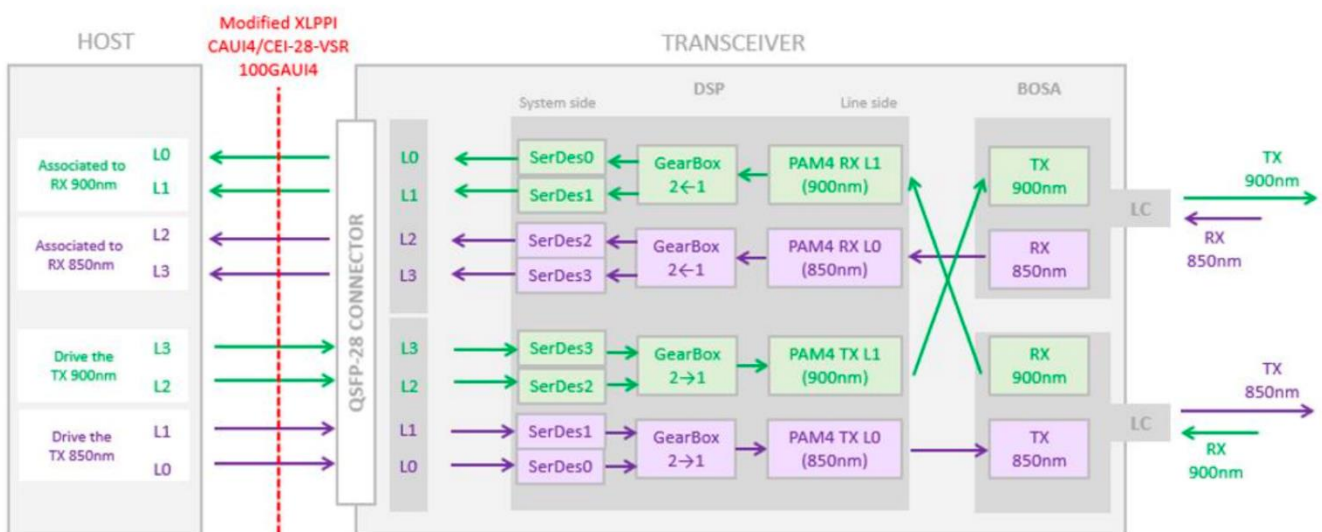 HOST
Modified XLPPI
CAUI4/CEI-28-VSR
100GAUI4
TRANSCEIVER
DSP
BOSA
System side
Line side
Associated to
RX 900nm
L0
L1
Associated to
RX 850nm
L2
L3
Drive the
TX 900nm
L3
L2
Drive the
TX 850nm
L1
L0
QSFP-28 CONNECTOR
L0
L1
L2
L3
L3
L2
L1
L0
SerDes0
SerDes1
GearBox
2←1
PAM4 RX L1
(900nm)
SerDes2
SerDes3
GearBox
2←1
PAM4 RX L0
(850nm)
SerDes3
SerDes2
GearBox
2→1
PAM4 TX L1
(900nm)
SerDes1
SerDes0
GearBox
2→1
PAM4 TX L0
(850nm)
TX
900nm
RX
850nm
LC
RX
900nm
TX
850nm
LC
TX
900nm
RX
850nm
TX
850nm
RX
900nm